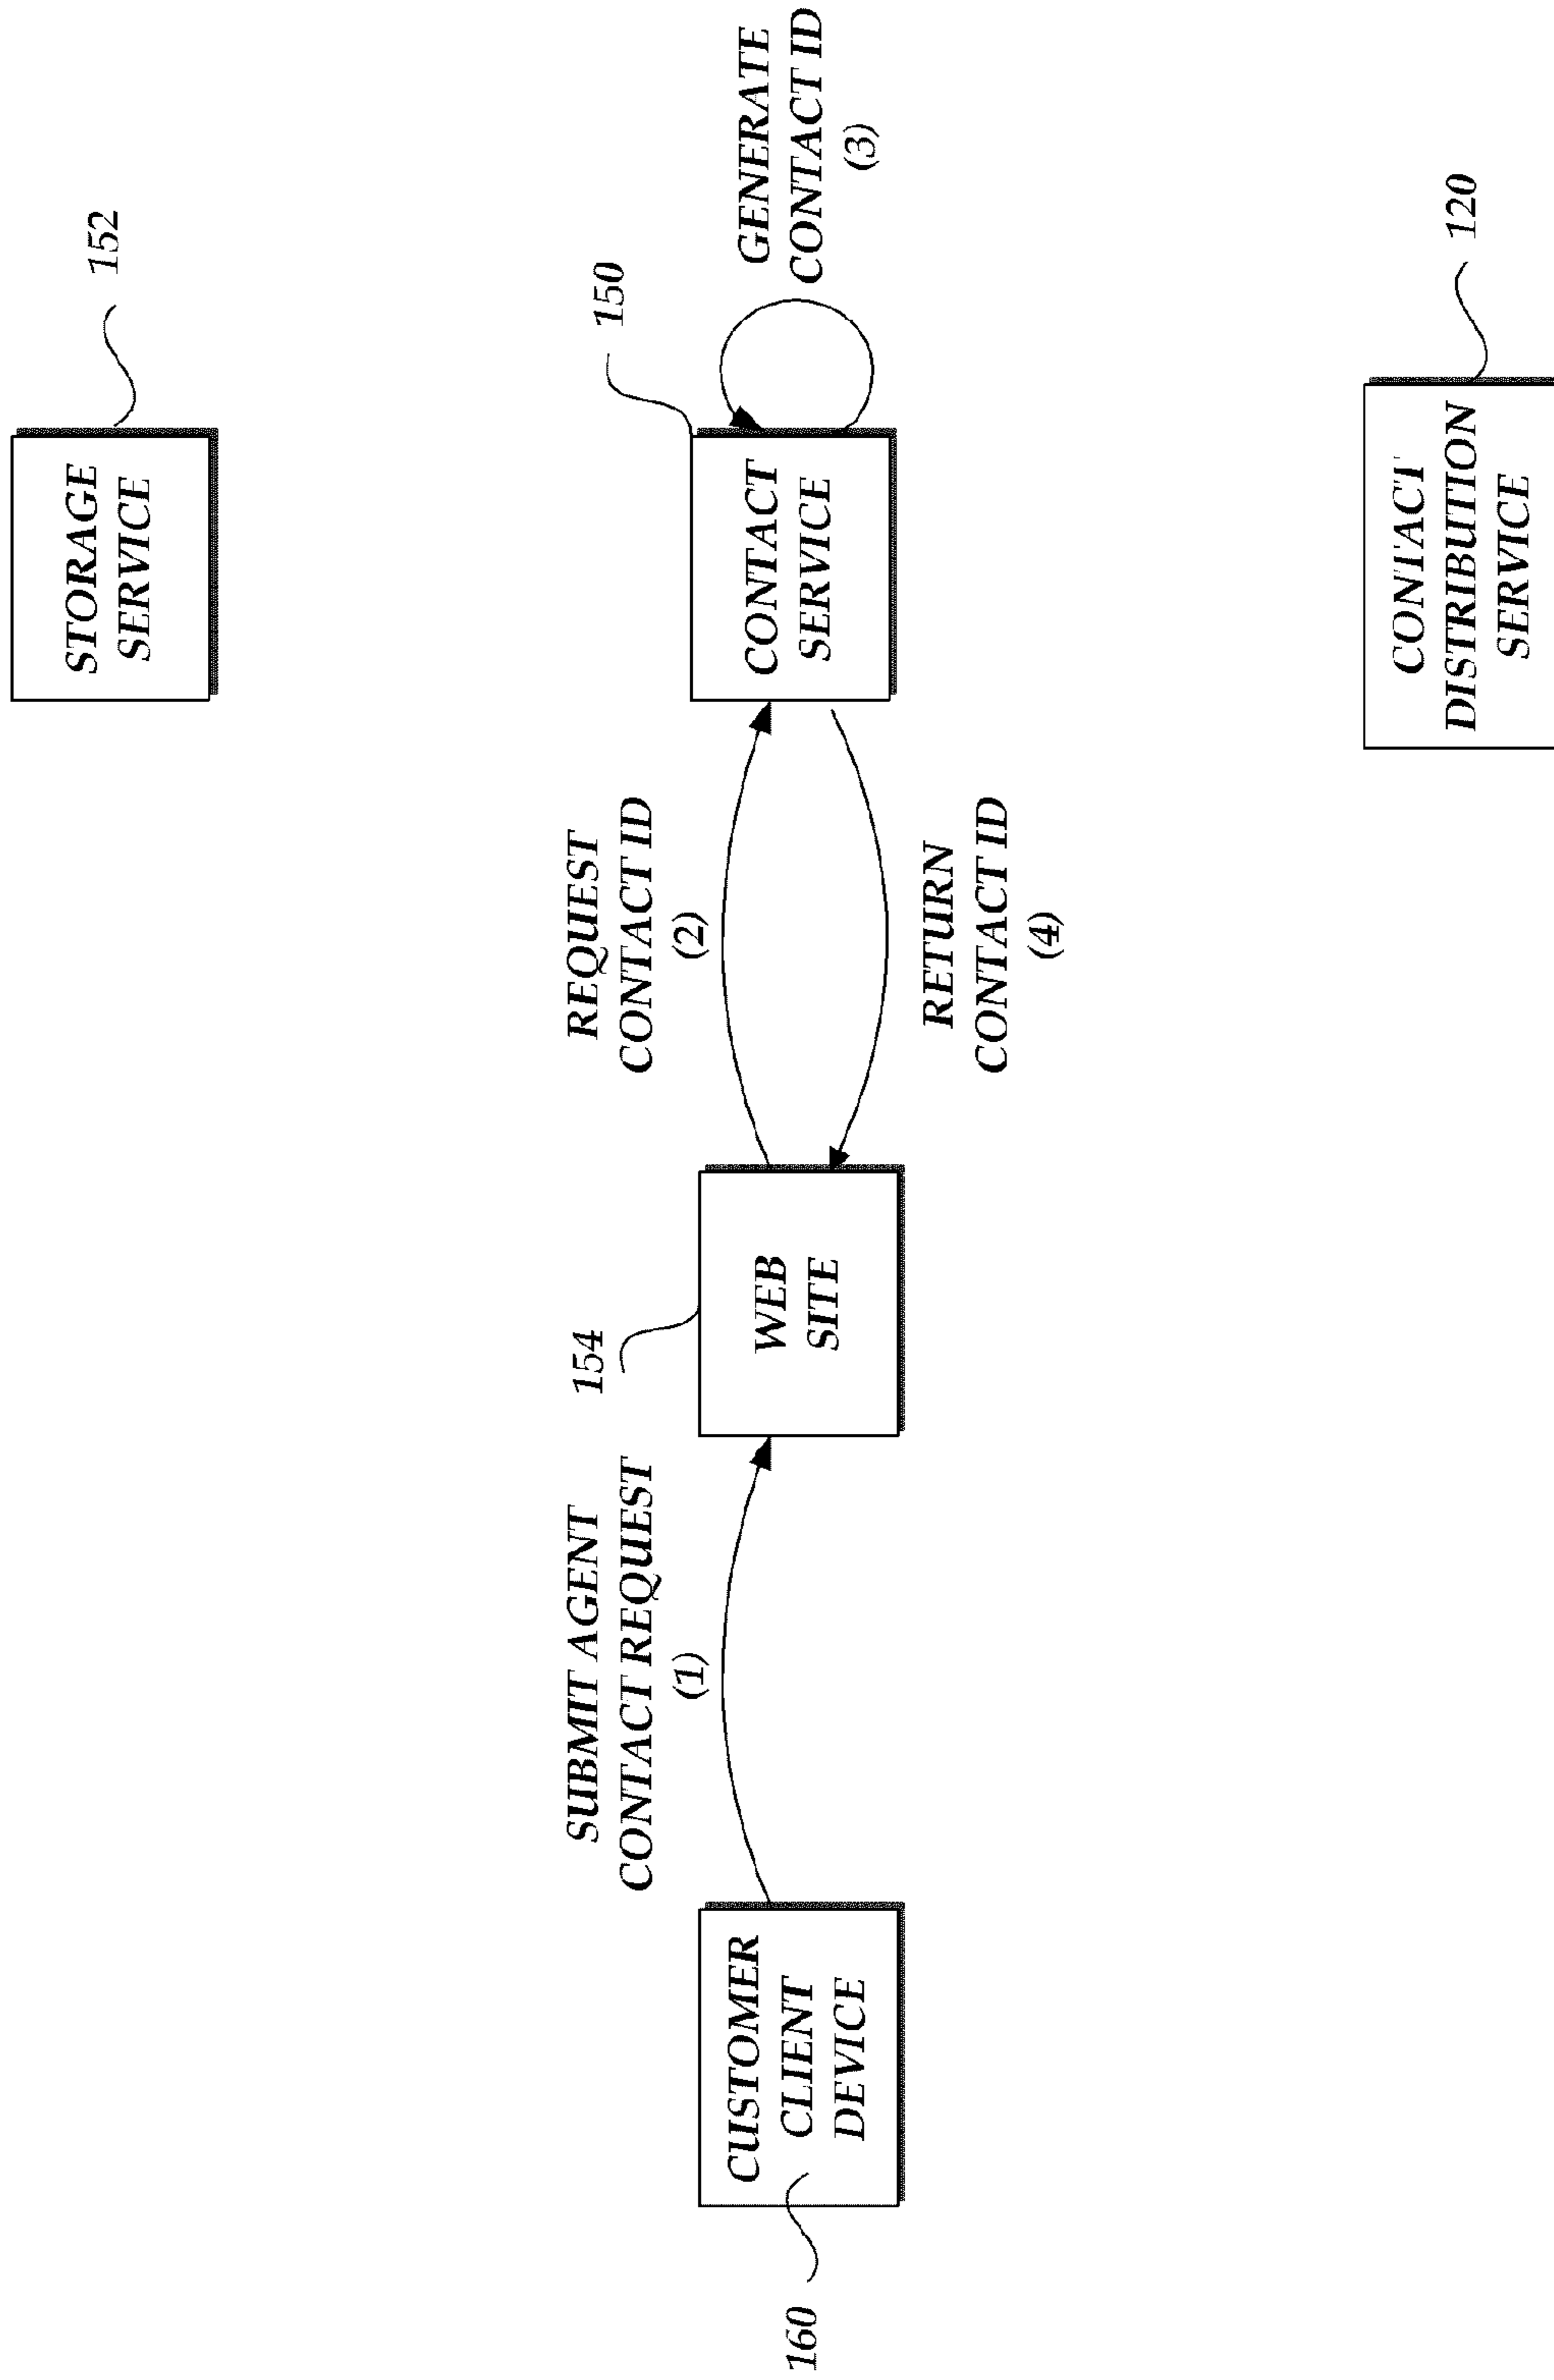 STORAGE
SERVICE
152
SUBMIT AGENT
CONTACT REQUEST
(1)
154
REQUEST
CONTACT ID
(2)
150
160
CUSTOMER
CLIENT
DEVICE
WEB
SITE
CONTACT
SERVICE
GENERATE
CONTACT ID
(3)
RETURN
CONTACT ID
(4)
CONTACT
DISTRIBUTION
SERVICE
120